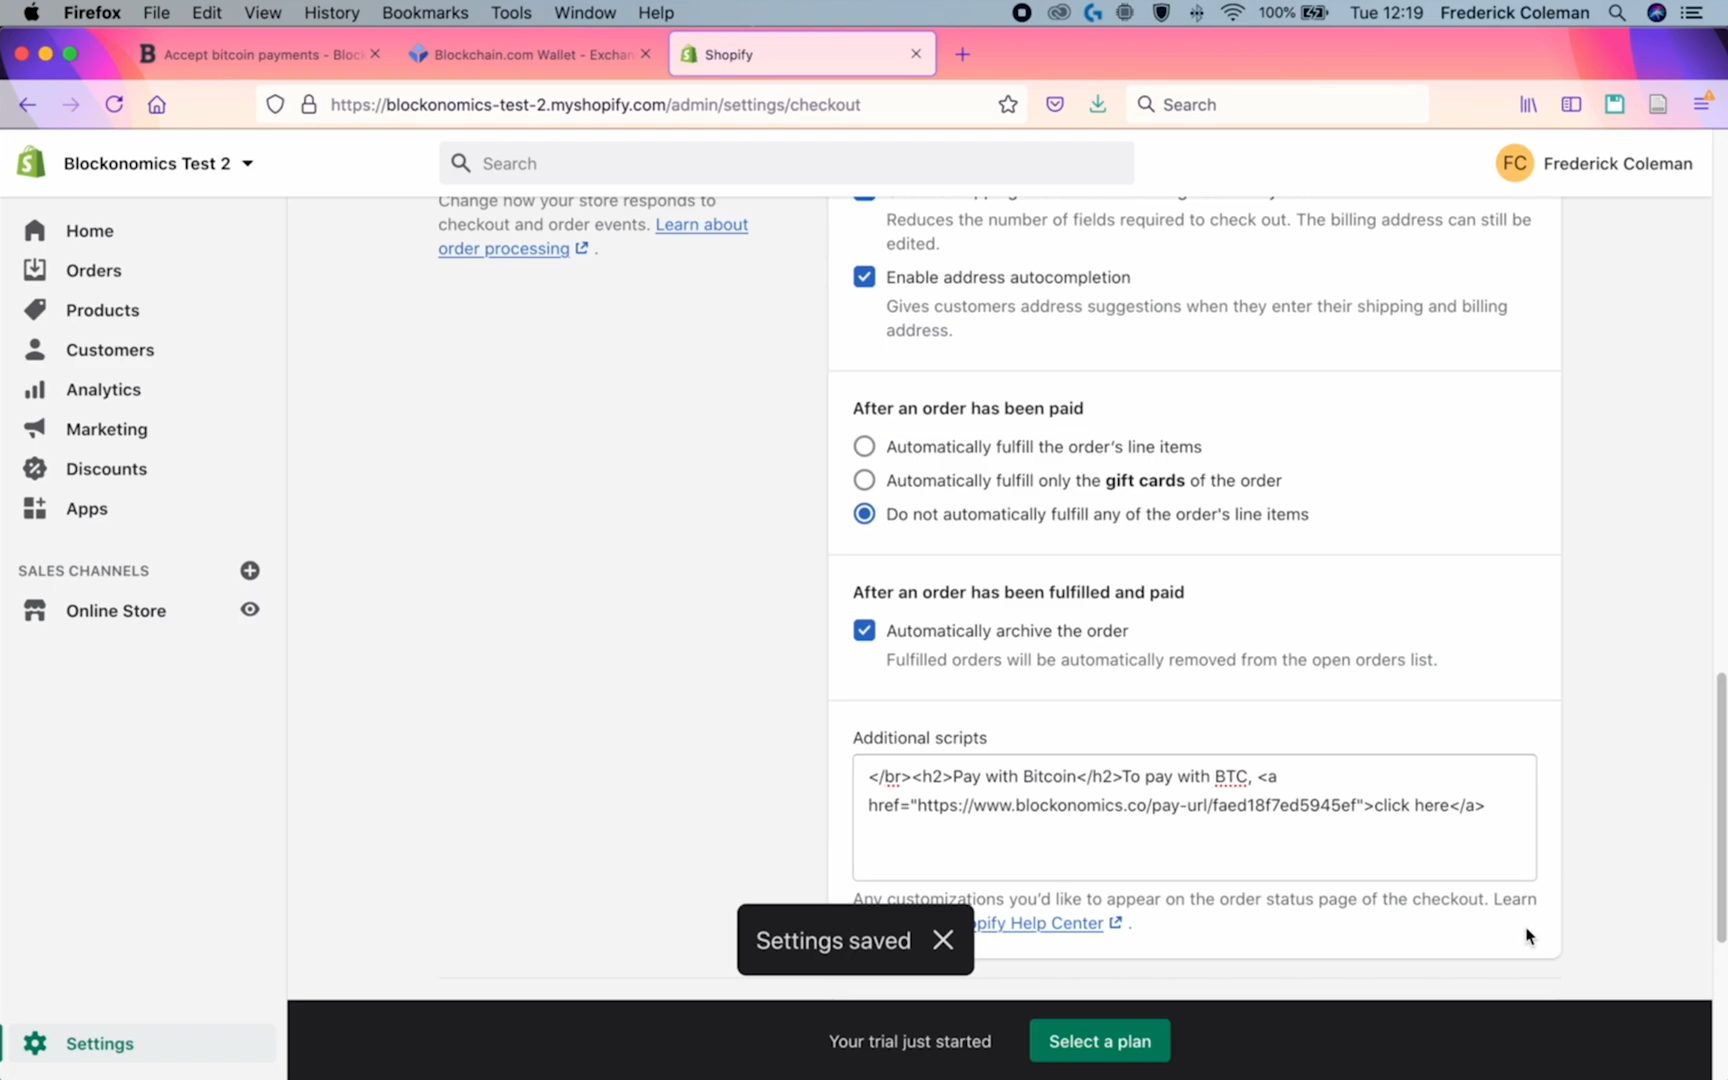 Firefox File Edit View History Bookmarks Tools Window Help 100% Tue 12:19 Frederick Coleman
Accept bitcoin payments - Bloc
Blockchain.com Wallet - Exchan
Shopify
https://blockonomics-test-2.myshopify.com/admin/settings/checkout
Search
Blockonomics Test 2
Search
FC Frederick Coleman
Home
Orders
Products
Customers
Analytics
Marketing
Discounts
Apps
SALES CHANNELS
Online Store
Settings
Change how your store responds to
checkout and order events. Learn about
order processing .
Reduces the number of fields required to check out. The billing address can still be
edited.
Enable address autocompletion
Gives customers address suggestions when they enter their shipping and billing
address.
After an order has been paid
Automatically fulfill the order's line items
Automatically fulfill only the gift cards of the order
Do not automatically fulfill any of the order's line items
After an order has been fulfilled and paid
Automatically archive the order
Fulfilled orders will be automatically removed from the open orders list.
Additional scripts
</br><h2>Pay with Bitcoin</h2>To pay with BTC, <a
href="https://www.blockonomics.co/pay-url/faed18f7ed5945ef">click here</a>
Any customizations you'd like to appear on the order status page of the checkout. Learn
pify Help Center .
Settings saved
Your trial just started
Select a plan